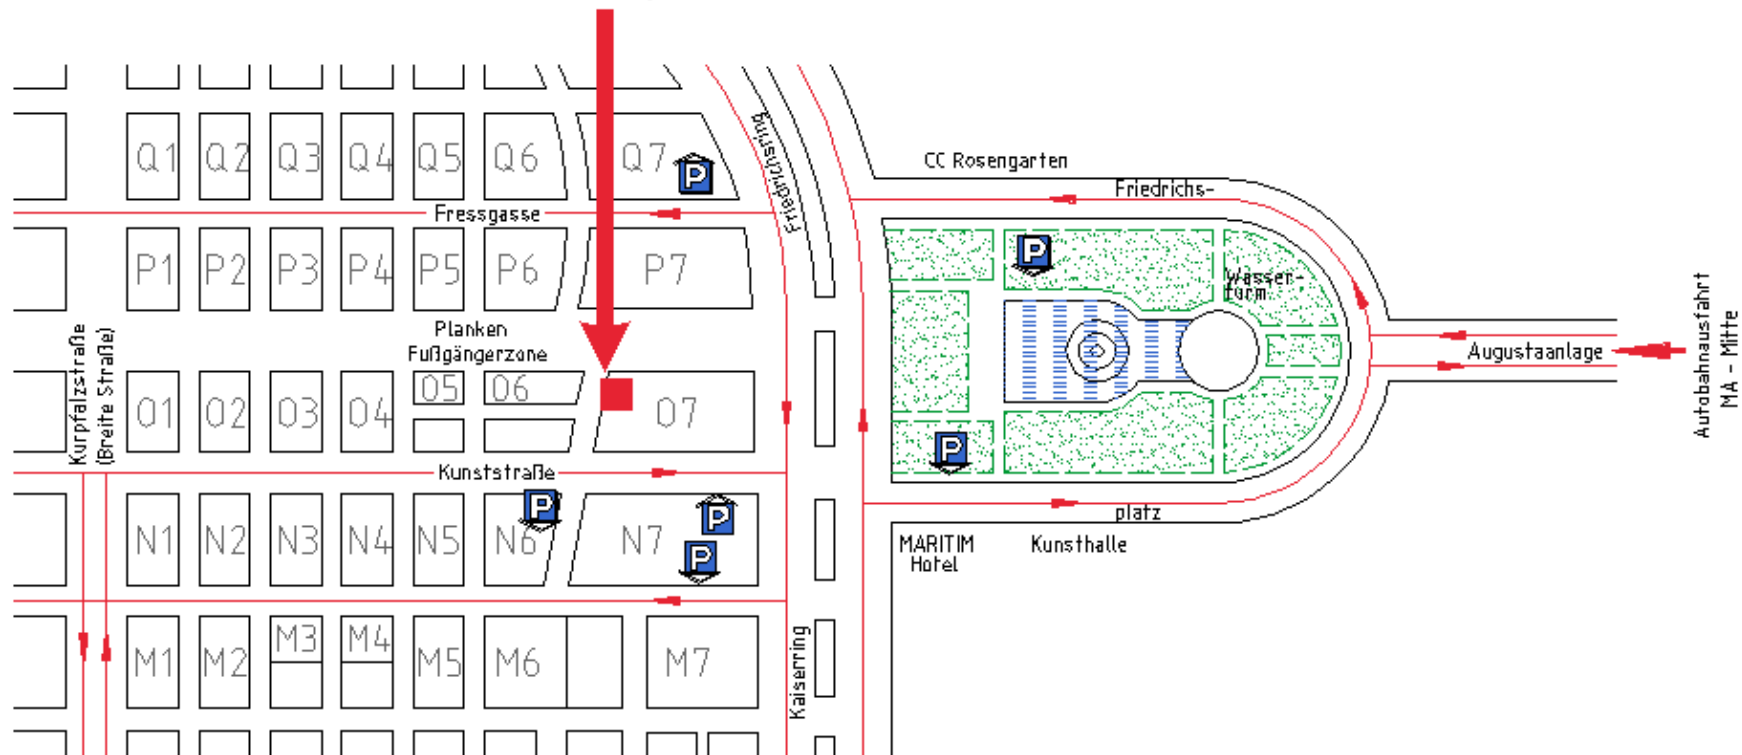 Q1 Q2 Q3 Q4 Q5 Q6 Q7 P
Friedrichsring
CC Rosengarten
Friedrichs-
Fressgasse
P1 P2 P3 P4 P5 P6 P7
P
Wasser-
turm
Planken
Fußgängerzone
Kurpfalzstraße
(Breite Straße)
Augustaanlage
Autobahnausfahrt
MA - Mitte
O1 O2 O3 O4 O5 O6 O7
P
Kunststraße
platz
P P
N1 N2 N3 N4 N5 N6 N7
P
MARITIM
Hotel
Kunsthalle
M1 M2 M3 M4 M5 M6 M7
Kaiserring